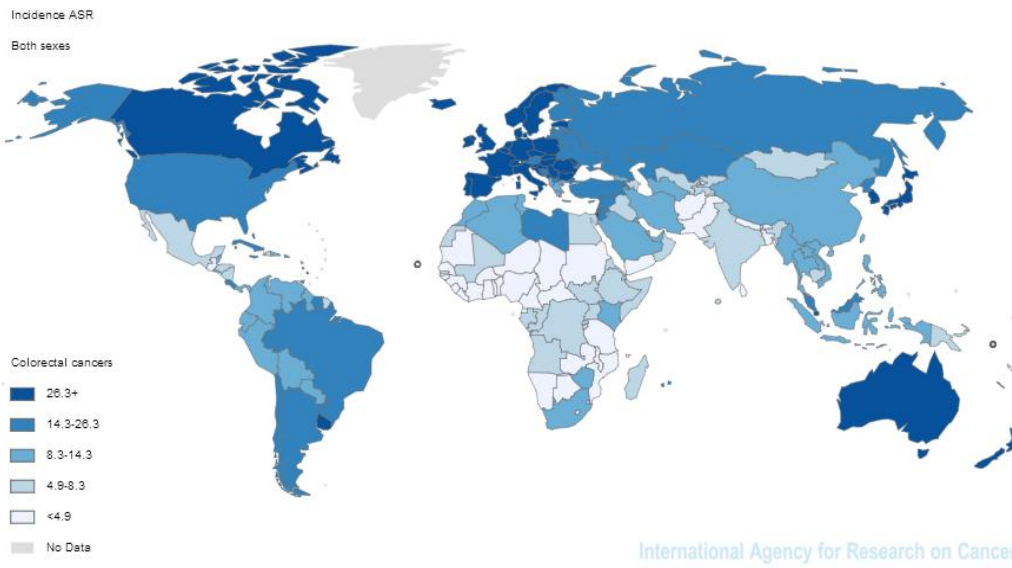 Incidence ASR
Both sexes
Colorectal cancers
26.3+
14.3-26.3
8.3-14.3
4.9-8.3
<4.9
No Data
International Agency for Research on Cancer